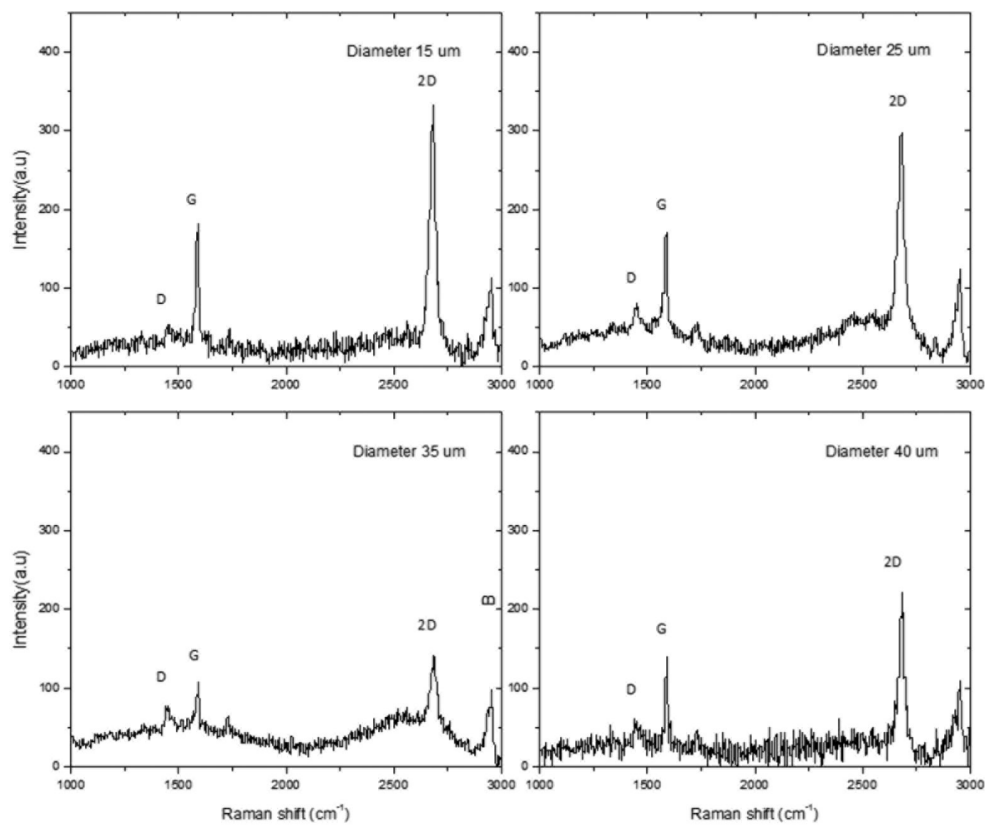 Diameter 15 um
2D
G
D
400
300
200
100
0
Intensity(a.u)
1000
1500
2000
2500
3000
Diameter 25 um
2D
G
D
400
300
200
100
0
1000
1500
2000
2500
3000
Diameter 35 um
B
2D
G
D
400
300
200
100
0
Intensity(a.u)
1000
1500
2000
2500
3000
Raman shift (cm⁻¹)
Diameter 40 um
2D
G
D
400
300
200
100
0
1000
1500
2000
2500
3000
Raman shift (cm⁻¹)